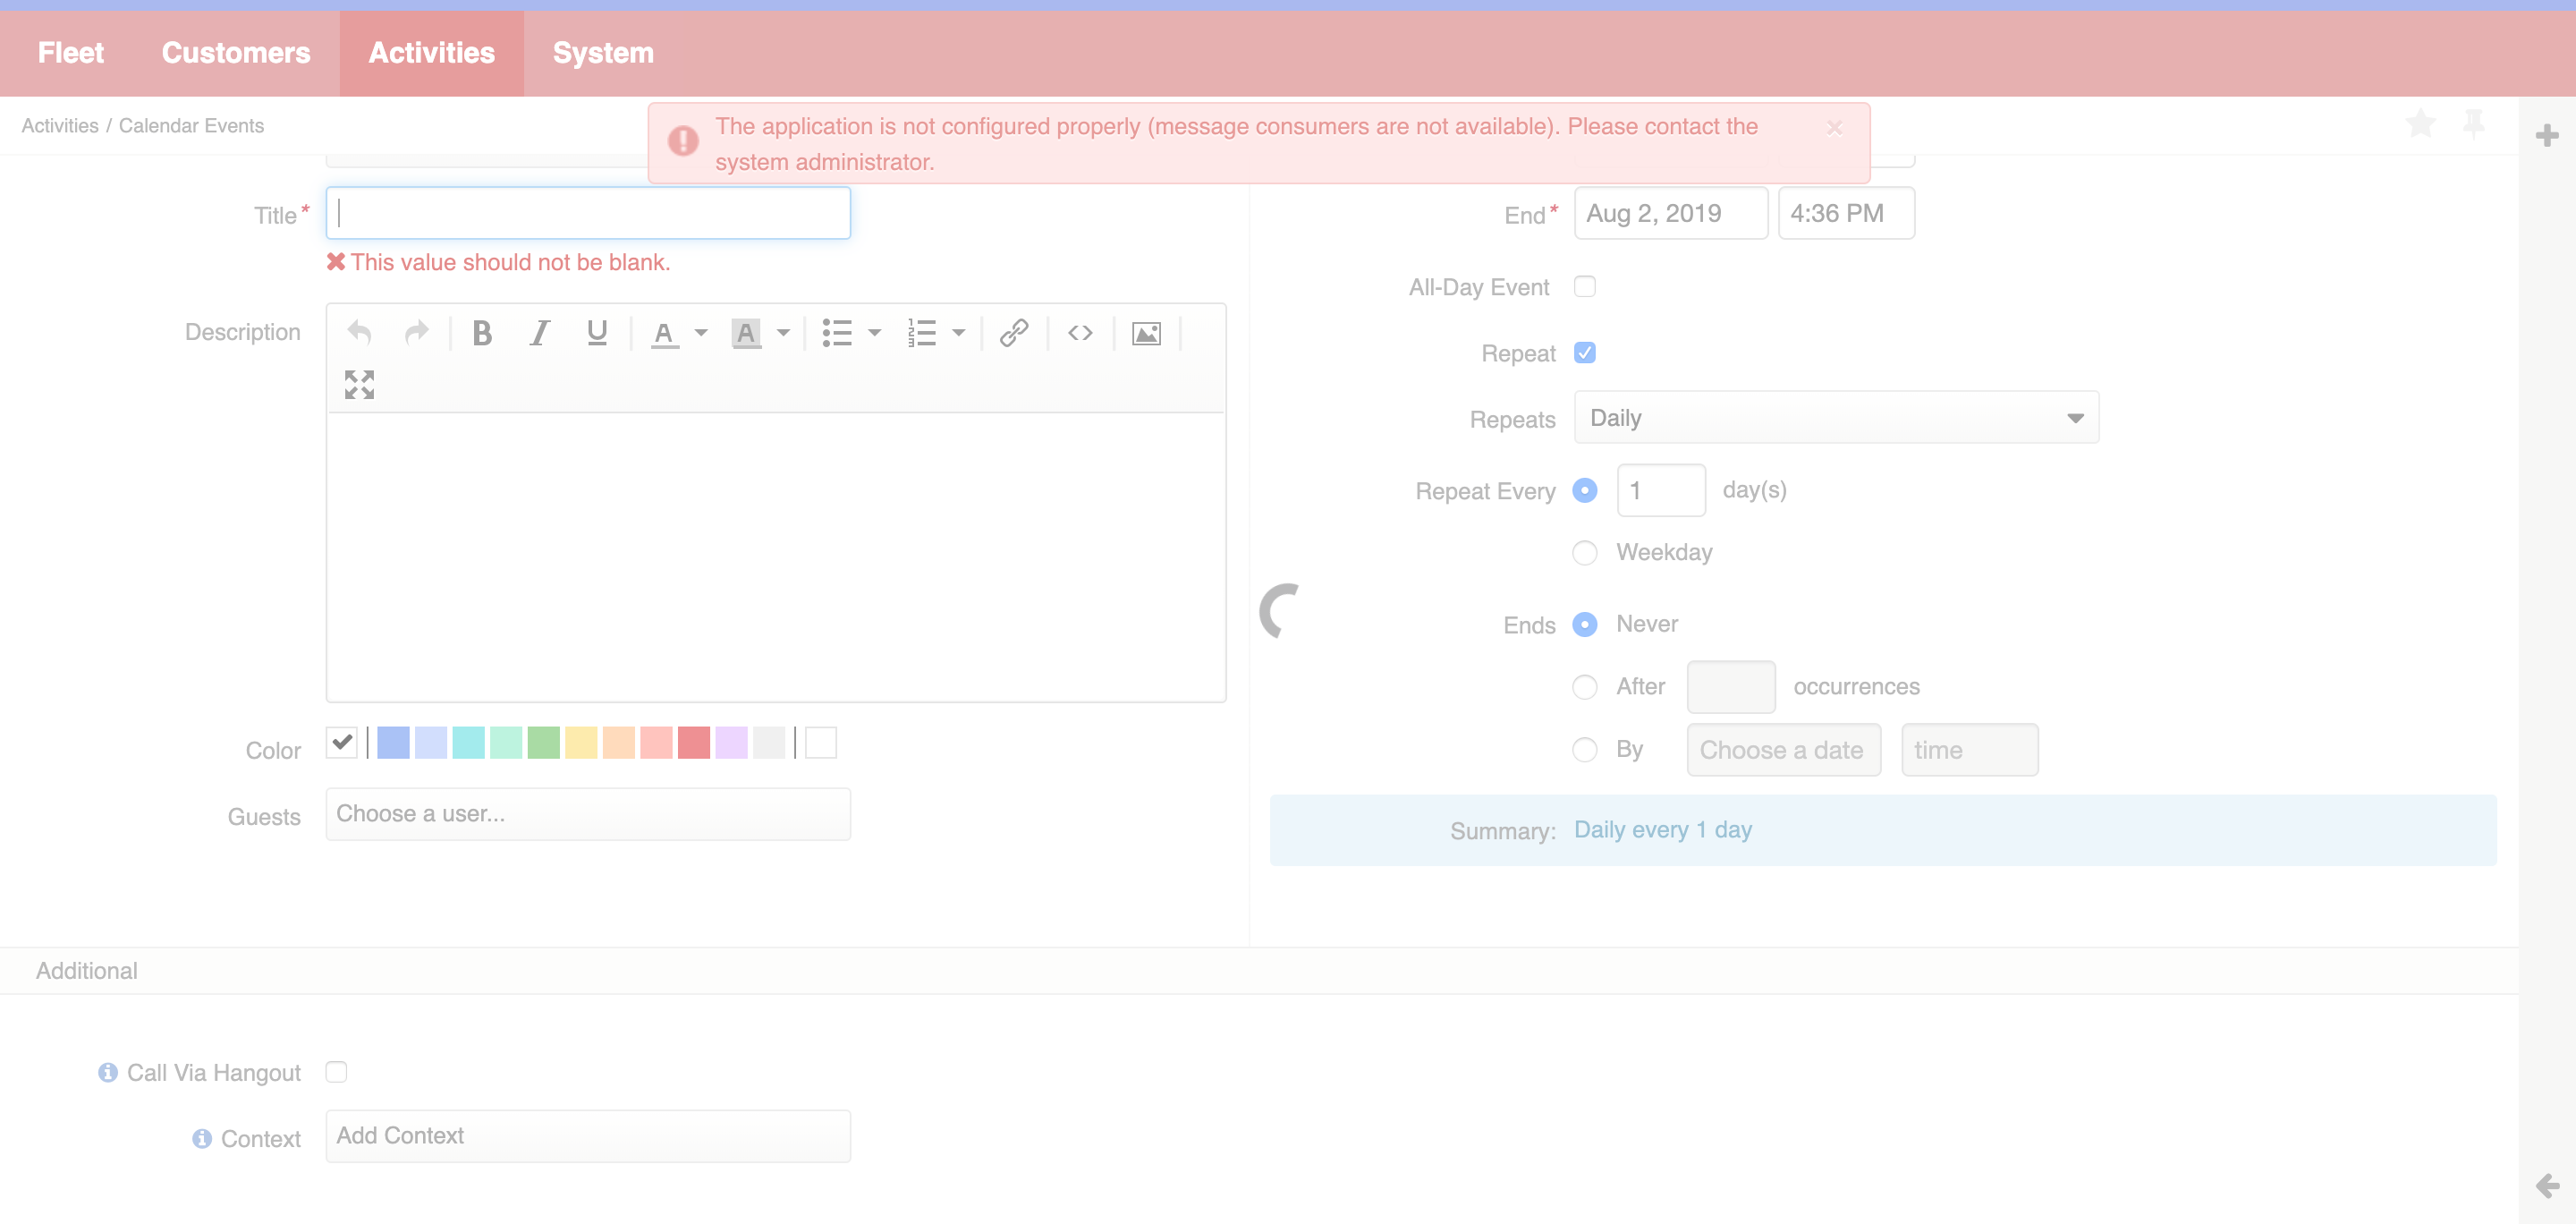 Fleet Customers Activities System
Activities / Calendar Events
The application is not configured properly (message consumers are not available). Please contact the
system administrator.
×
Title*
This value should not be blank.
Description
B I U A A
Color
Guests Choose a user...
End* Aug 2, 2019 4:36 PM
All-Day Event
Repeat
Repeats Daily
Repeat Every 1 day(s)
Weekday
Ends Never
After occurrences
By Choose a date time
Summary: Daily every 1 day
Additional
Call Via Hangout
Context Add Context